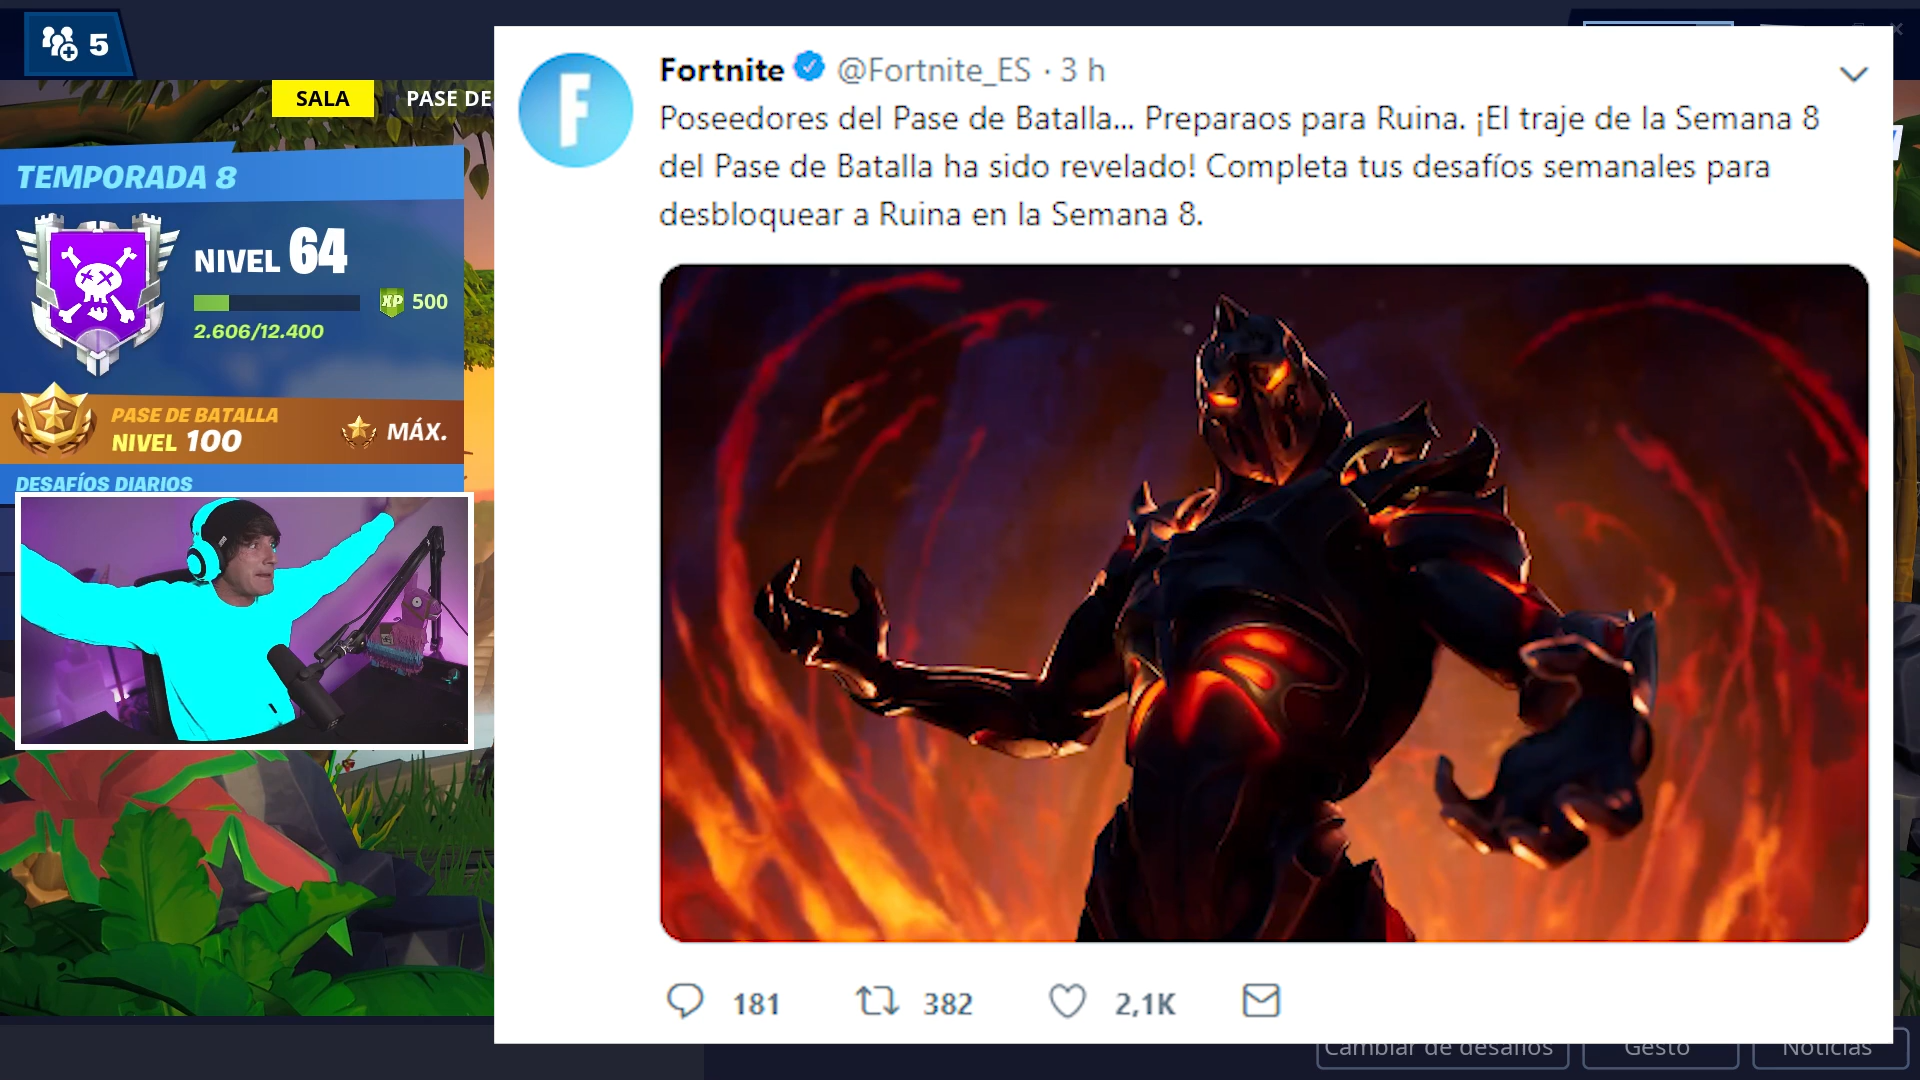 5
SALA PASE DE
TEMPORADA 8
NIVEL 64
XP 500
2.606/12.400
PASE DE BATALLA
NIVEL 100
MÁX.
DESAFÍOS DIARIOS
F
Fortnite @Fortnite_ES · 3 h
Poseedores del Pase de Batalla... Preparaos para Ruina. ¡El traje de la Semana 8
del Pase de Batalla ha sido revelado! Completa tus desafíos semanales para
desbloquear a Ruina en la Semana 8.
181 382 2,1K
Cambiar de desafíos Gesto Noticias